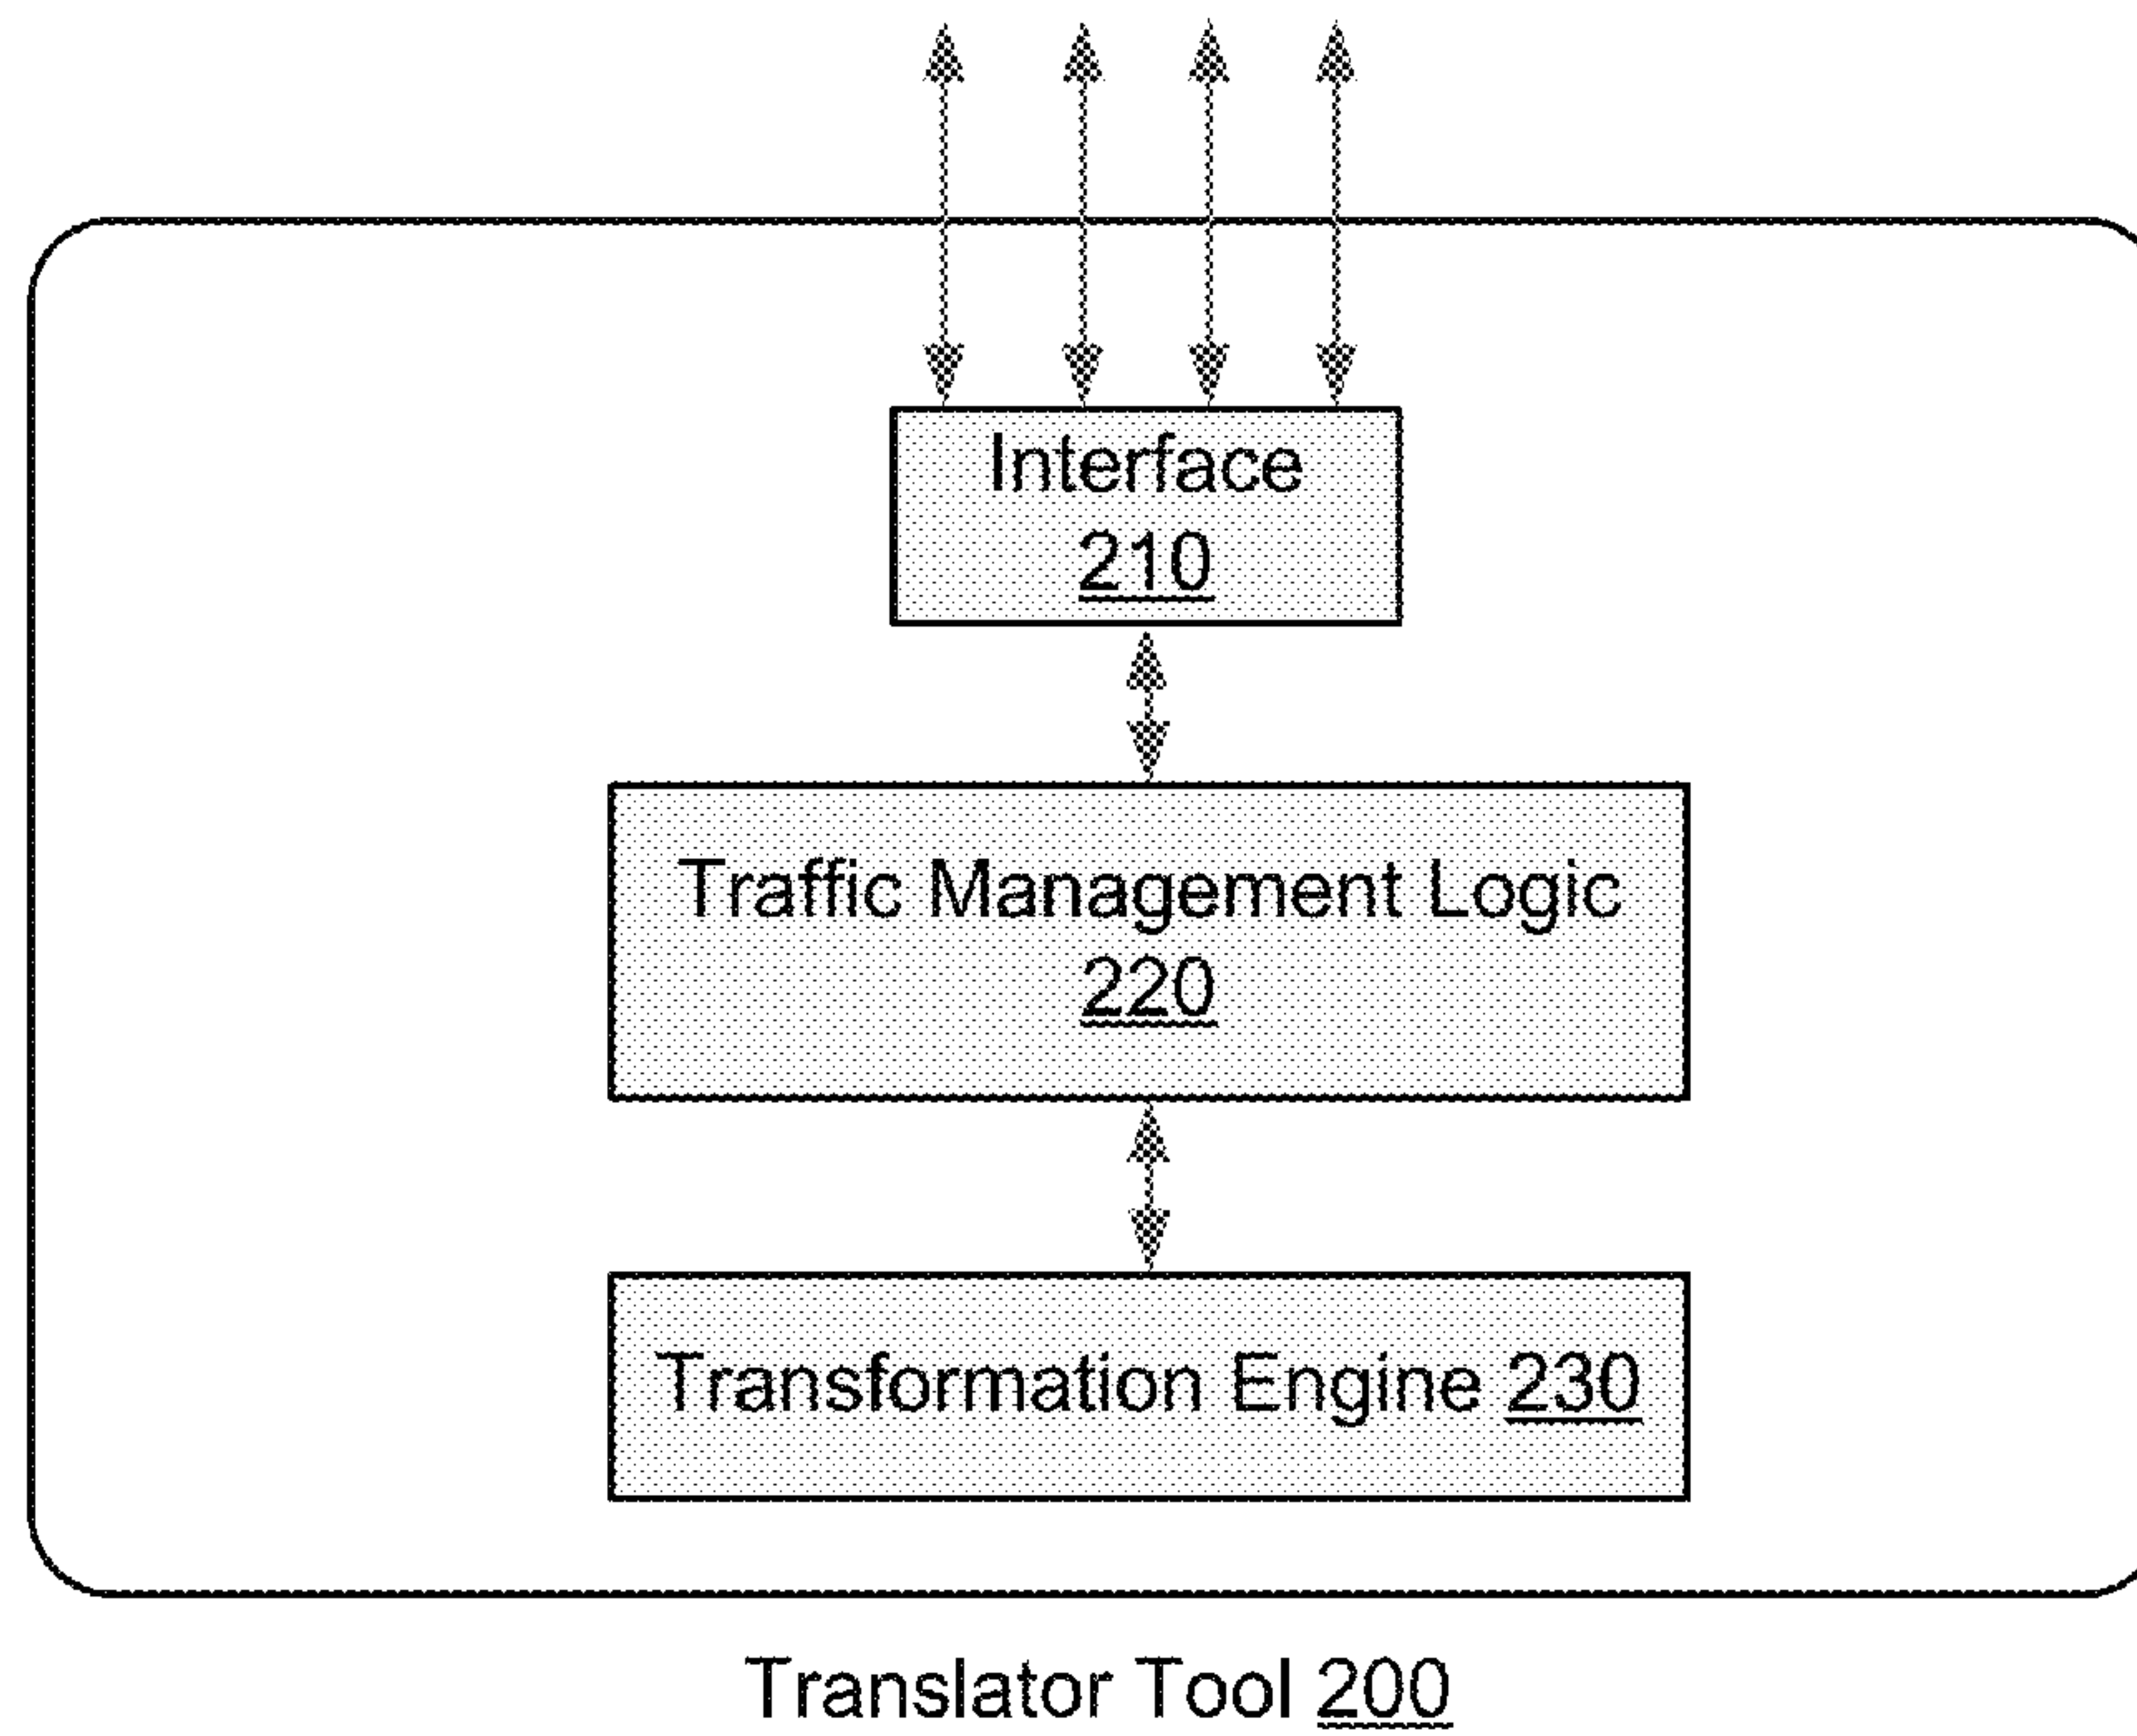 Interface
210
Traffic Management Logic
220
Transformation Engine 230
Translator Tool 200